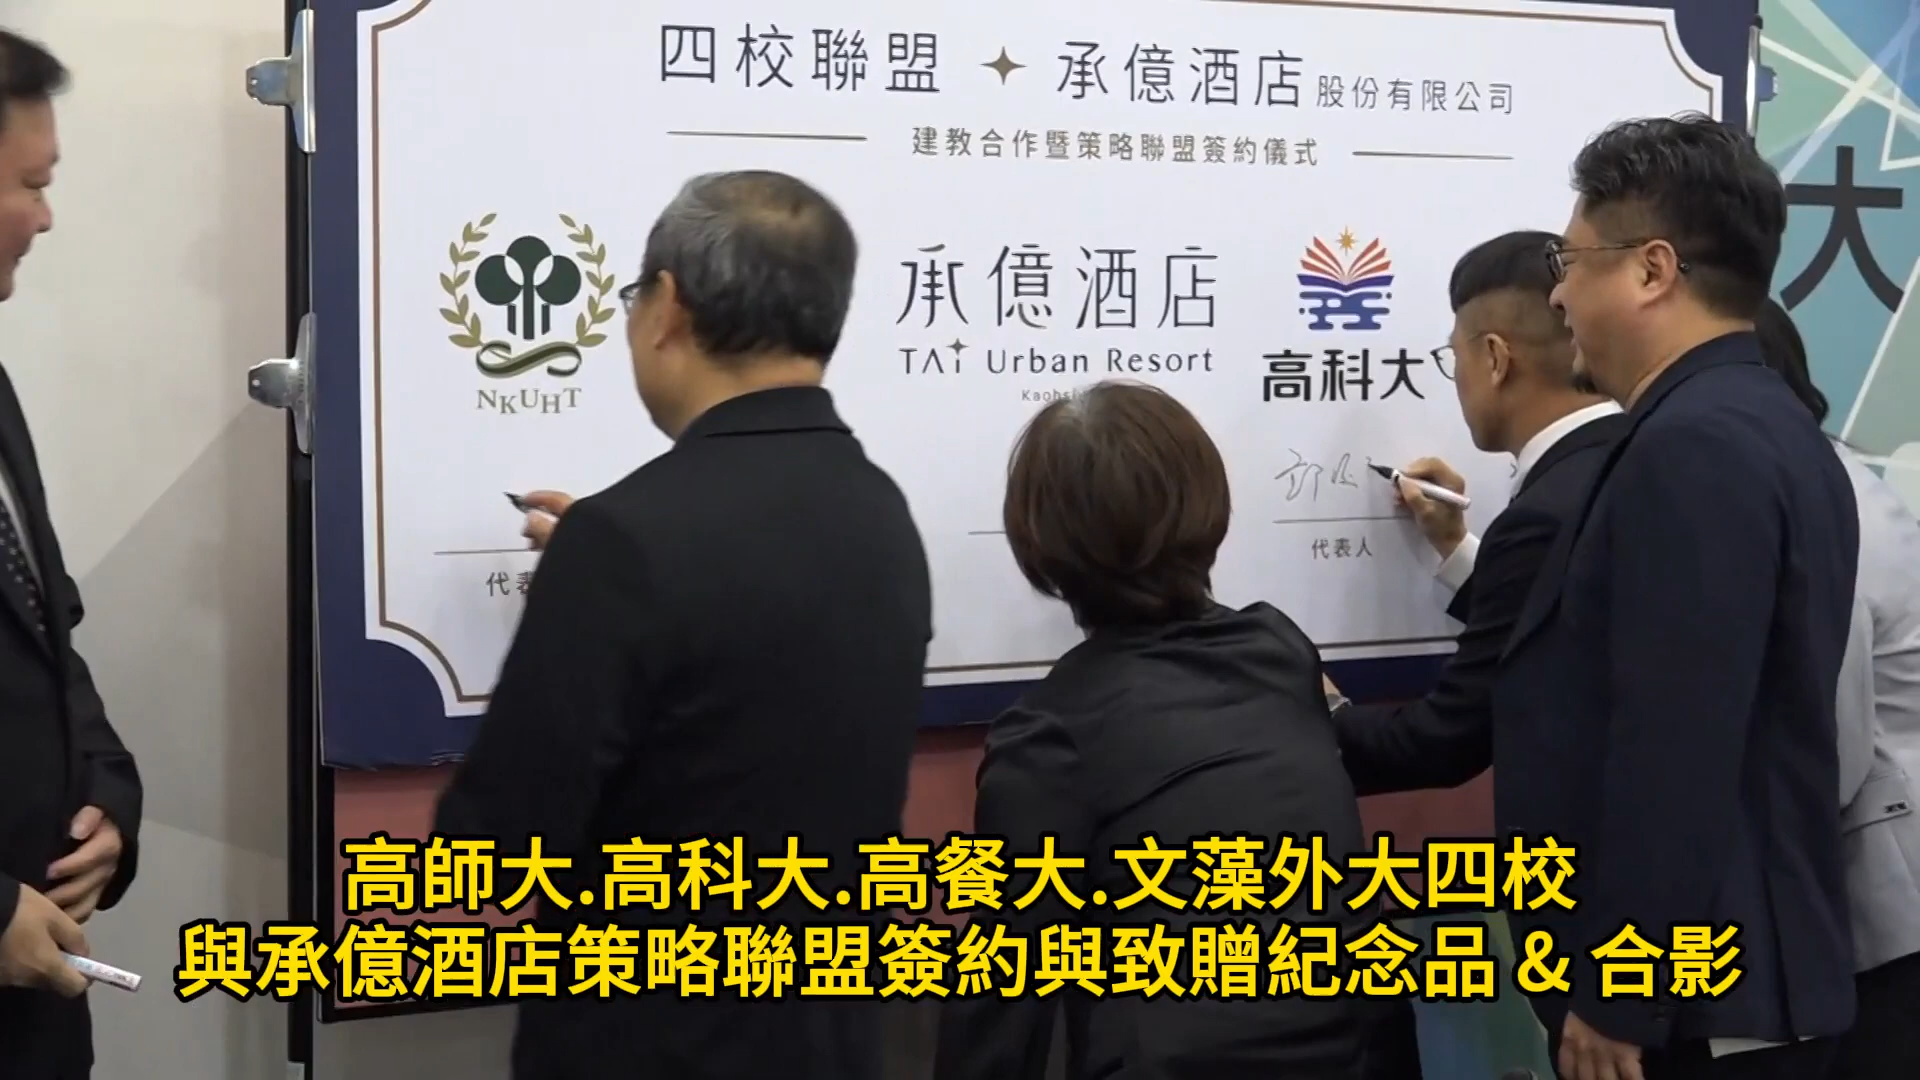 四校聯盟 承億酒店 股份有限公司
建教合作暨策略聯盟簽約儀式
NKUHT
承億酒店
TAI Urban Resort
高科大
代表人
大
高師大.高科大.高餐大.文藻外大四校
與承億酒店策略聯盟簽約與致贈紀念品 & 合影